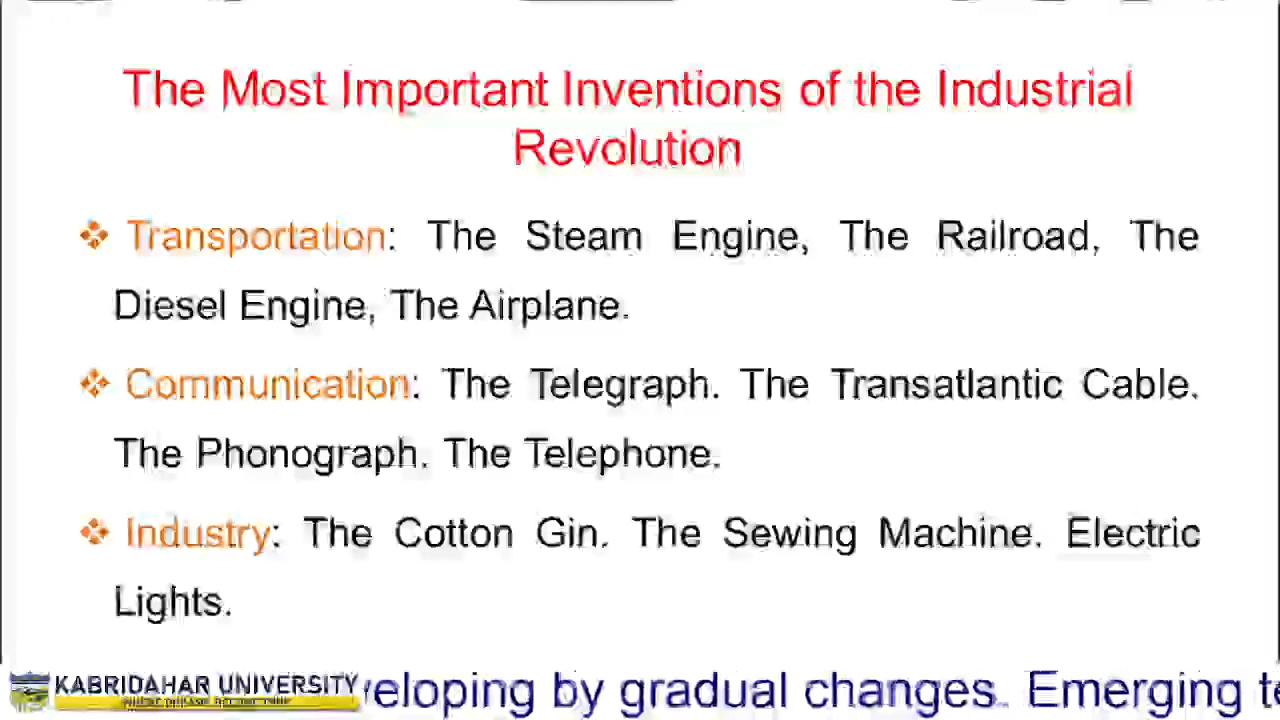 The Most Important Inventions of the Industrial
Revolution
❖ Transportation: The Steam Engine, The Railroad, The
Diesel Engine, The Airplane.
❖ Communication: The Telegraph. The Transatlantic Cable.
The Phonograph. The Telephone.
❖ Industry: The Cotton Gin. The Sewing Machine. Electric
Lights.
KABRIDAHAR UNIVERSITY
by gradual changes. Emerging